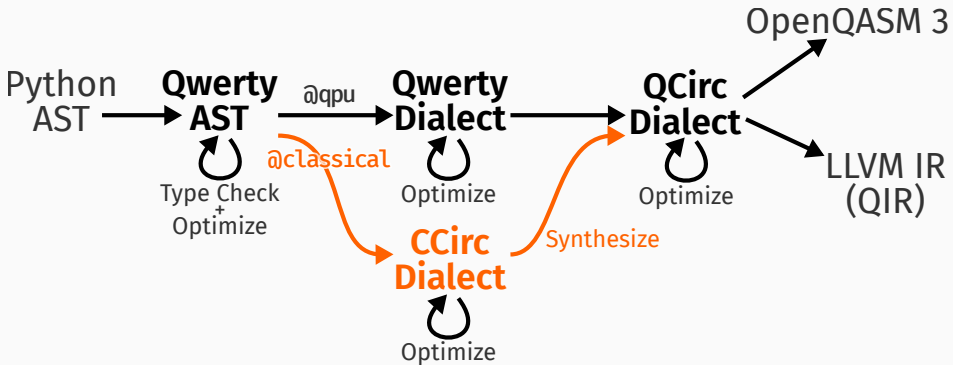 OpenQASM 3
Python
AST
Qwerty
AST
@qpu
Qwerty
Dialect
QCirc
Dialect
@classical
Type Check
+
Optimize
Optimize
Optimize
LLVM IR
(QIR)
CCirc
Dialect
Synthesize
Optimize